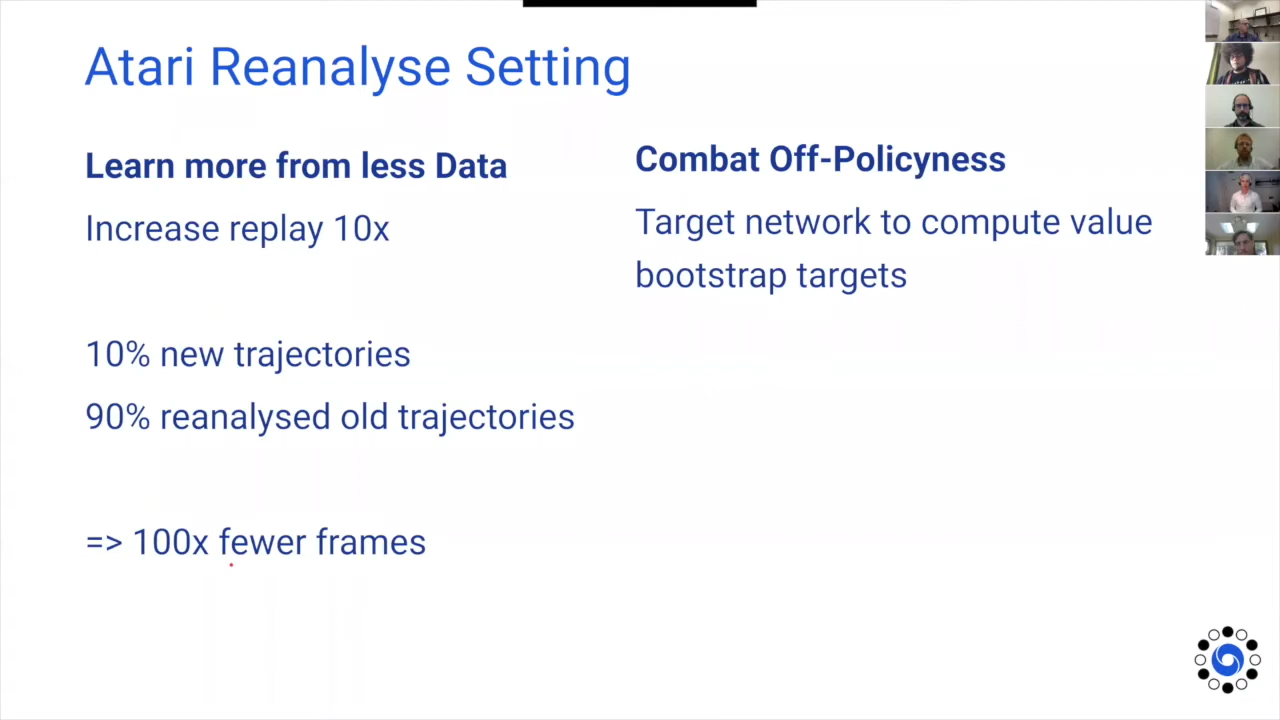 Atari Reanalyse Setting
Learn more from less Data
Increase replay 10x
10% new trajectories
90% reanalysed old trajectories
=> 100x fewer frames
Combat Off-Policyness
Target network to compute value
bootstrap targets